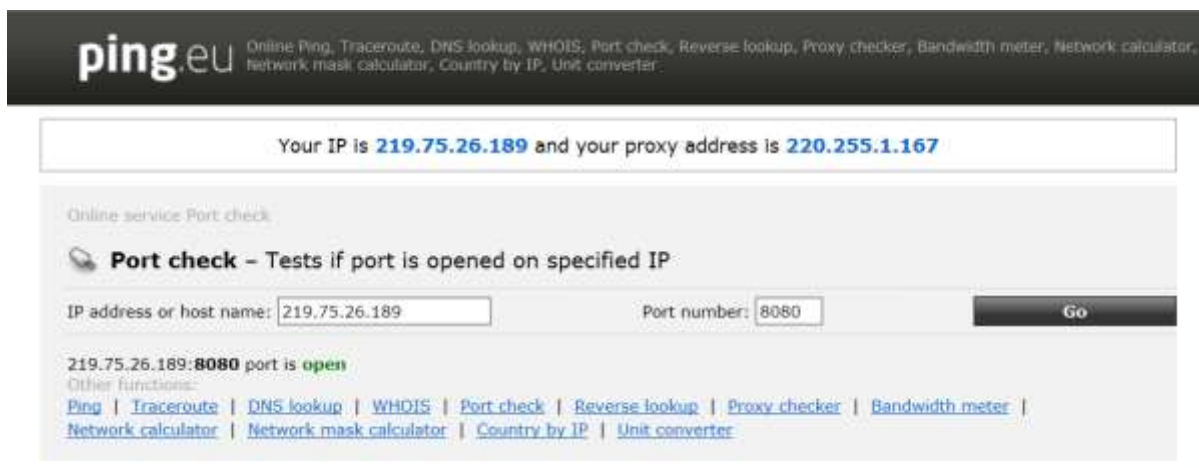 ping.eu
Online Ping, Traceroute, DNS lookup, WHOIS, Port check, Reverse lookup, Proxy checker, Bandwidth meter, Network calculator,
Network mask calculator, Country by IP, Unit converter
Your IP is 219.75.26.189 and your proxy address is 220.255.1.167
Online service Port check
Port check – Tests if port is opened on specified IP
IP address or host name: 219.75.26.189 Port number: 8080 Go
219.75.26.189:8080 port is open
Other functions:
Ping | Traceroute | DNS lookup | WHOIS | Port check | Reverse lookup | Proxy checker | Bandwidth meter |
Network calculator | Network mask calculator | Country by IP | Unit converter